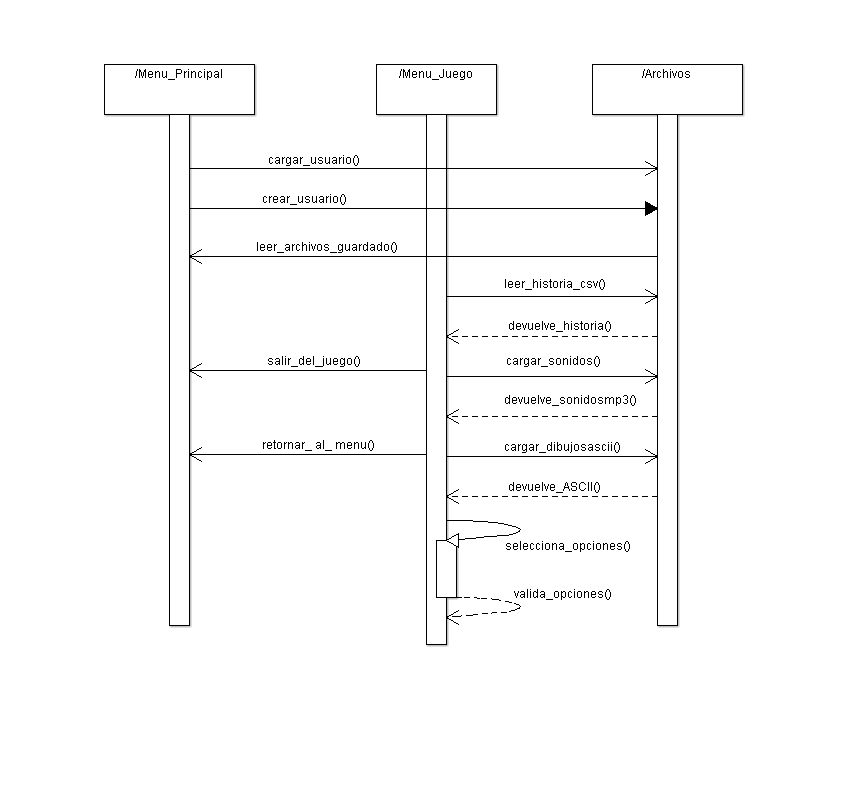 /Menu_Principal
/Menu_Juego
/Archivos
cargar_usuario()
crear_usuario()
leer_archivos_guardado()
leer_historia_csv()
devuelve_historia()
salir_del_juego()
cargar_sonidos()
devuelve_sonidosmp3()
retornar_ al_ menu()
cargar_dibujosascii()
devuelve_ASCII()
selecciona_opciones()
valida_opciones()